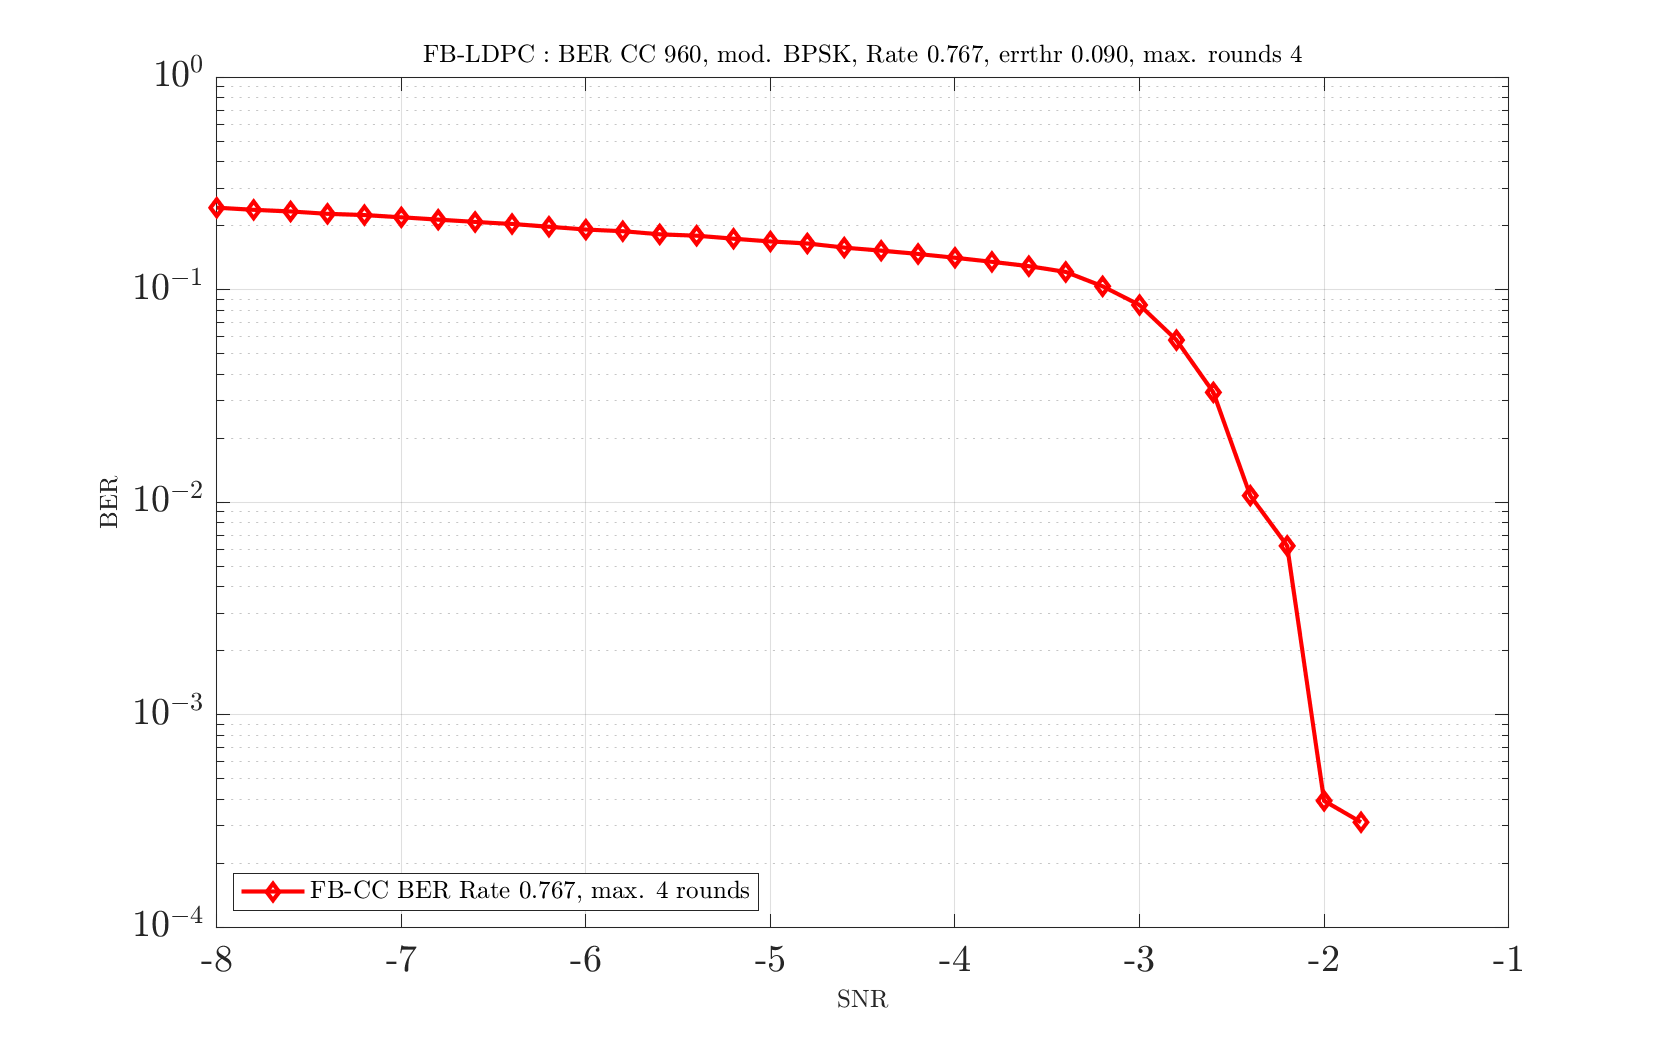 FB-LDPC : BER CC 960, mod. BPSK, Rate 0.767, errthr 0.090, max. rounds 4
10^0
10^-1
10^-2
10^-3
10^-4
BER
FB-CC BER Rate 0.767, max. 4 rounds
-8 -7 -6 -5 -4 -3 -2 -1
SNR